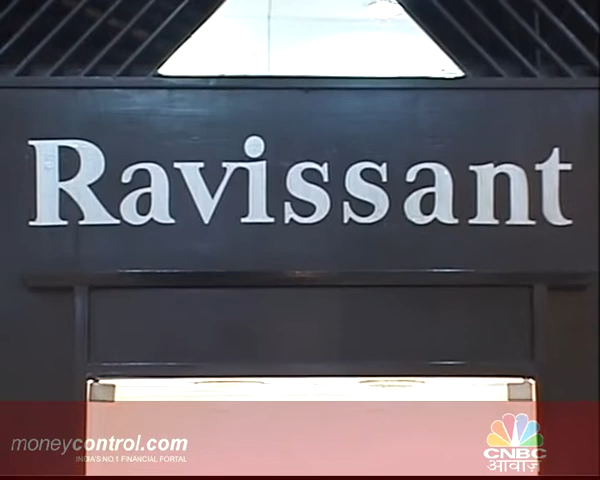 Ravissant
moneycontrol.com
INDIA'S NO.1 FINANCIAL PORTAL
CNBC
आवाज़